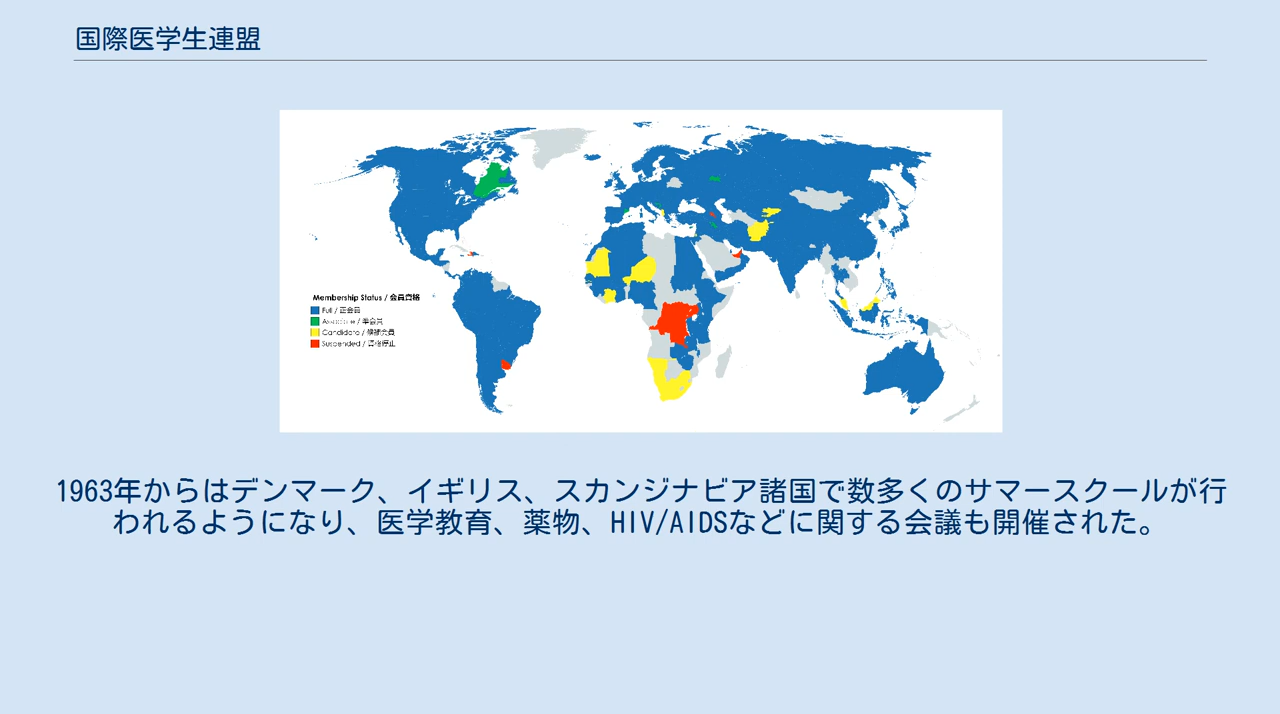 国際医学生連盟
Membership Status / 会員資格
Full / 正会員
Associate / 準会員
Candidate / 候補会員
Suspended / 資格停止
1963年からはデンマーク、イギリス、スカンジナビア諸国で数多くのサマースクールが行
われるようになり、医学教育、薬物、HIV/AIDSなどに関する会議も開催された。